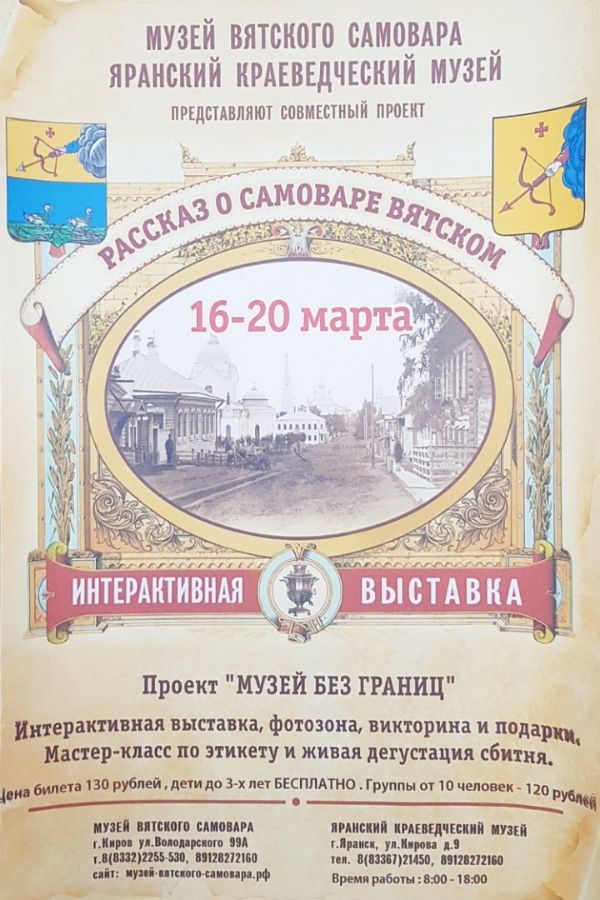 МУЗЕЙ ВЯТСКОГО САМОВАРА
ЯРАНСКИЙ КРАЕВЕДЧЕСКИЙ МУЗЕЙ
ПРЕДСТАВЛЯЮТ СОВМЕСТНЫЙ ПРОЕКТ
РАССКАЗ О САМОВАРЕ ВЯТСКОМ
16-20 марта
ИНТЕРАКТИВНАЯ ВЫСТАВКА
Проект "МУЗЕЙ БЕЗ ГРАНИЦ"
Интерактивная выставка, фотозона, викторина и подарки.
Мастер-класс по этикету и живая дегустация сбитня.
Цена билета 130 рублей , дети до 3-х лет БЕСПЛАТНО . Группы от 10 человек - 120 рублей
МУЗЕЙ ВЯТСКОГО САМОВАРА
г.Киров ул.Володарского 99А
т.8(8332)2255-530, 89128272160
сайт: музей-вятского-самовара.рф
ЯРАНСКИЙ КРАЕВЕДЧЕСКИЙ МУЗЕЙ
г.Яранск, ул.Кирова д.9
тел. 8(83367)21450, 89128272160
Время работы : 8:00 - 18:00